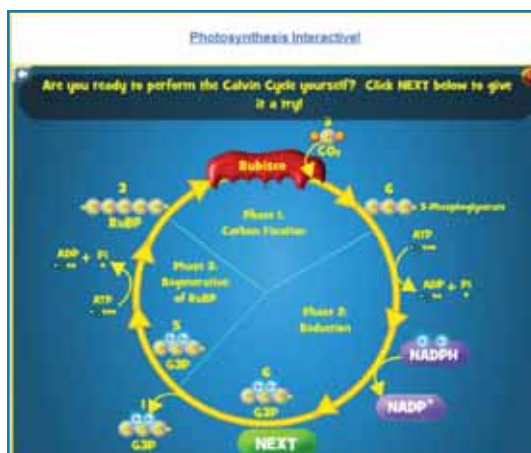 Photosynthesis Interactive!
Are you ready to perform the Calvin Cycle yourself? Click NEXT below to give
it a try!
3
CO₂
Rubisco
3
RuBP
6
3-Phosphoglycerate
Phase 1:
Carbon Fixation
ATP
ADP + Pi
ADP + Pi
ATP
Phase 3:
Regeneration
of RuBP
Phase 2:
Reduction
NADPH
NADP⁺
5
G3P
6
G3P
1
G3P
NEXT